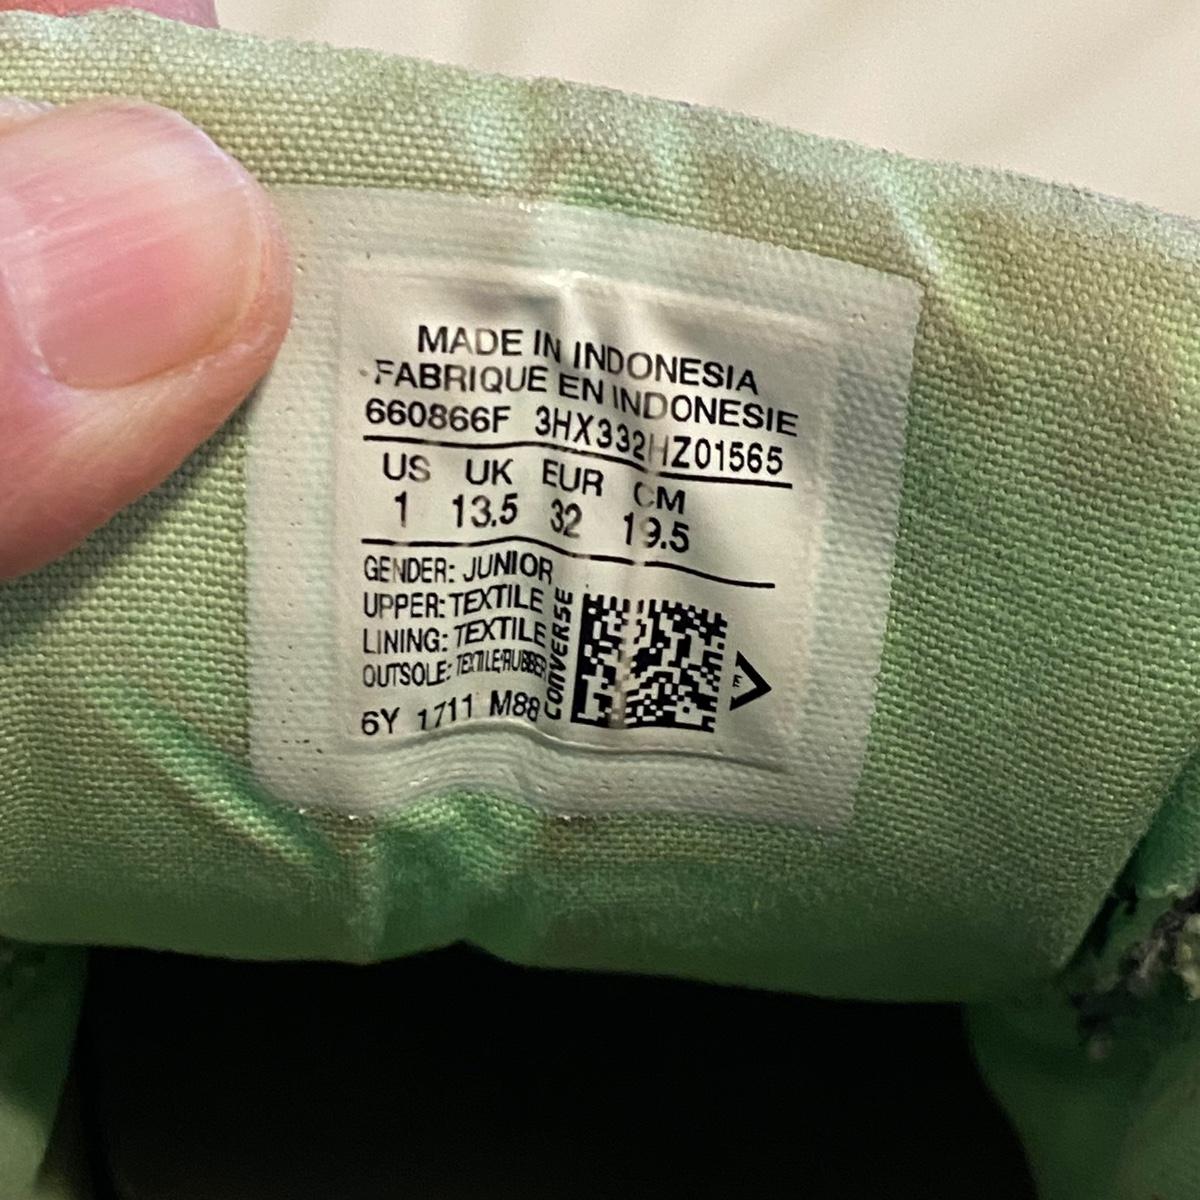 MADE IN INDONESIA
FABRIQUE EN INDONESIE
660866F 3HX332HZ01565
US UK EUR CM
1 13.5 32 19.5
GENDER: JUNIOR
UPPER: TEXTILE
LINING: TEXTILE
OUTSOLE: TEXTILE/RUBBER
6Y 1711 M88
CONVERSE
E